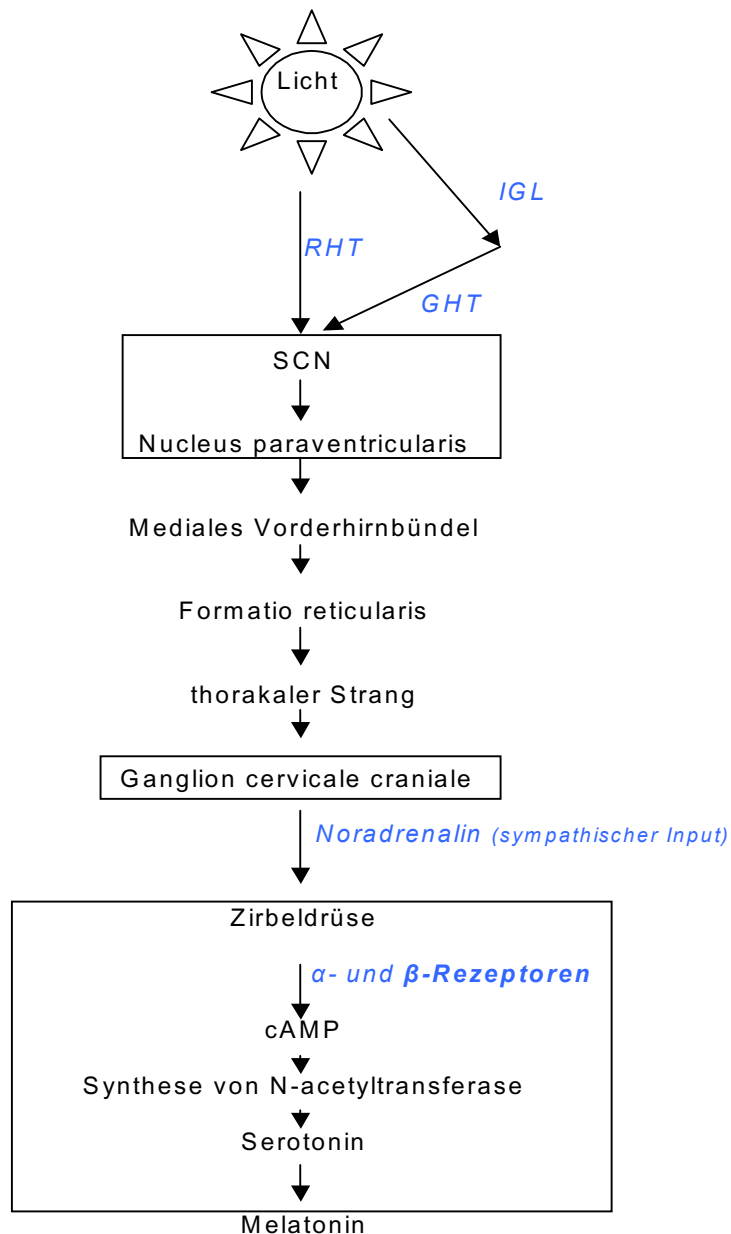 Licht
IGL
RHT
GHT
SCN
Nucleus paraventricularis
Mediales Vorderhirnbündel
Formatio reticularis
thorakaler Strang
Ganglion cervicale craniale
Noradrenalin (sympathischer Input)
Zirbeldrüse
α- und β-Rezeptoren
cAMP
Synthese von N-acetyltransferase
Serotonin
Melatonin